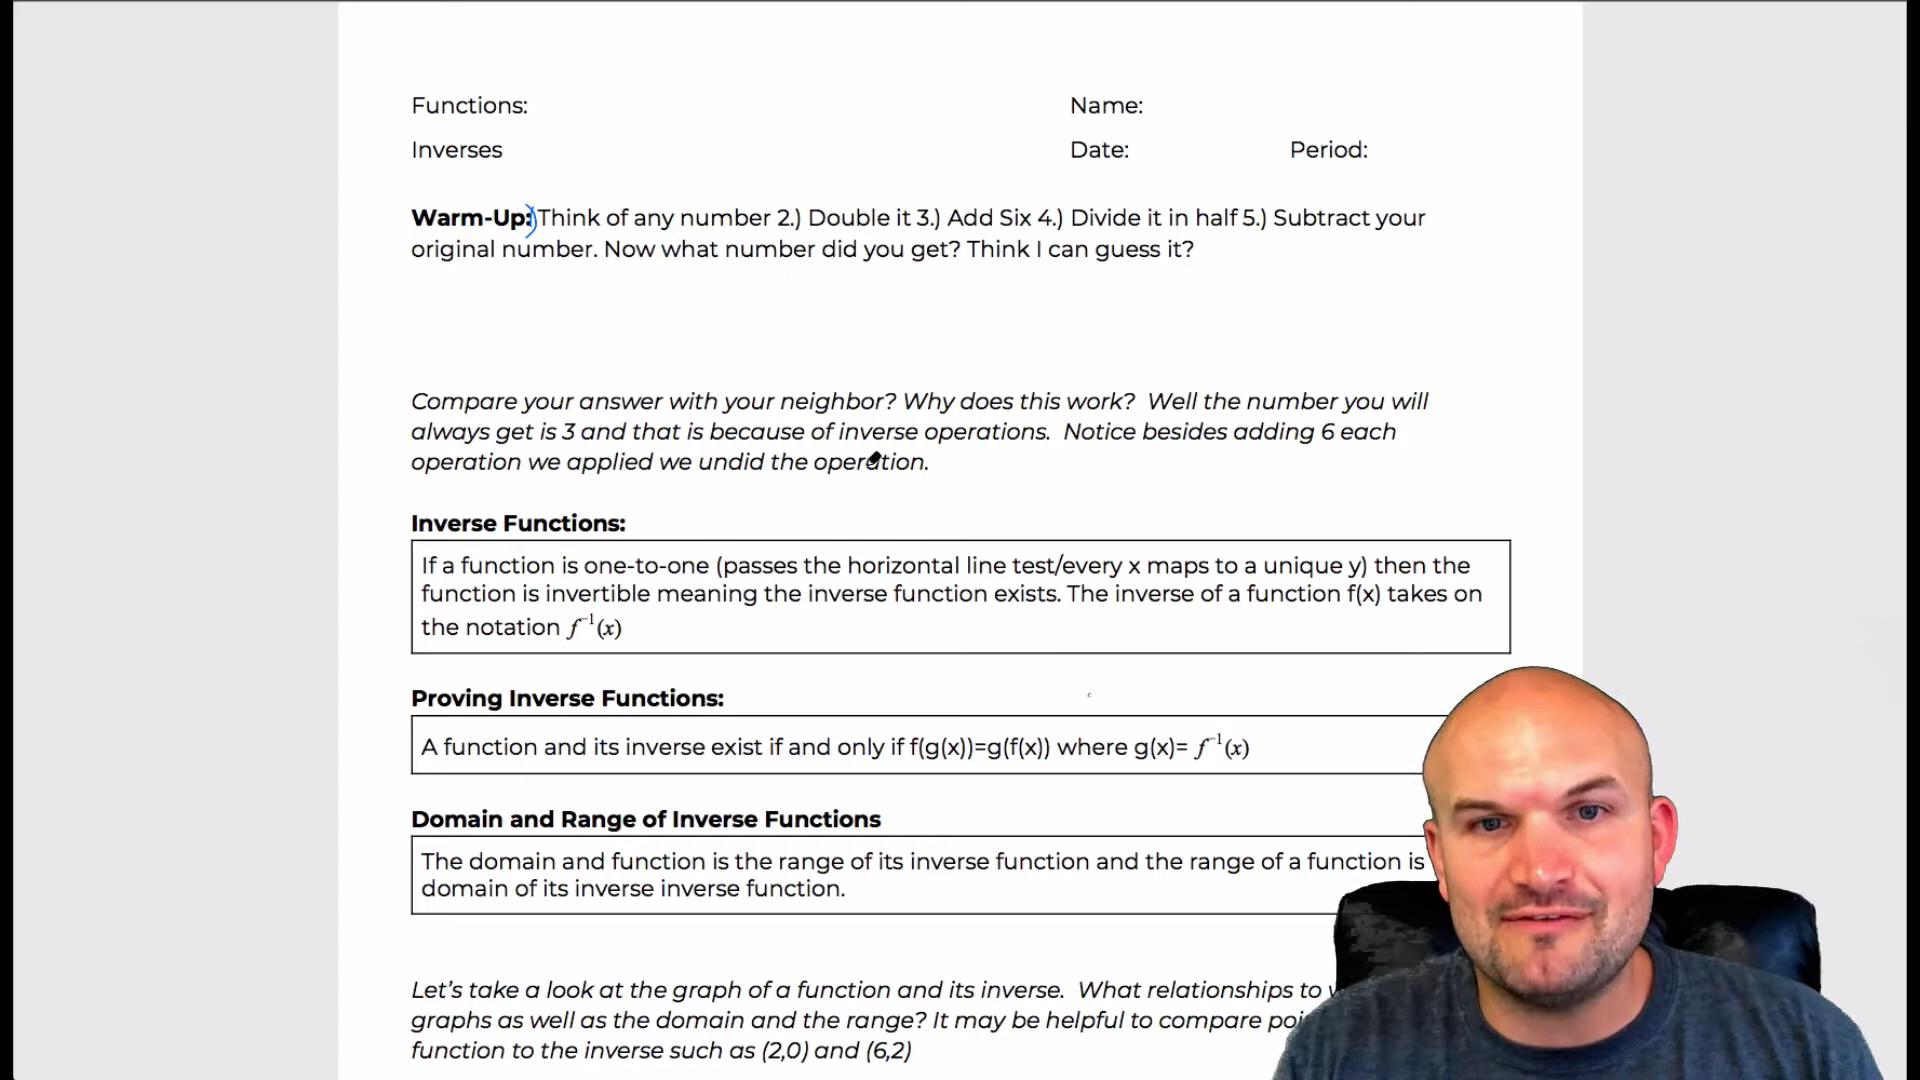 Functions:
Name:
Inverses
Date:
Period:
Warm-Up: Think of any number 2.) Double it 3.) Add Six 4.) Divide it in half 5.) Subtract your
original number. Now what number did you get? Think I can guess it?
Compare your answer with your neighbor? Why does this work? Well the number you will
always get is 3 and that is because of inverse operations. Notice besides adding 6 each
operation we applied we undid the operation.
Inverse Functions:
If a function is one-to-one (passes the horizontal line test/every x maps to a unique y) then the
function is invertible meaning the inverse function exists. The inverse of a function f(x) takes on
the notation f⁻¹(x)
Proving Inverse Functions:
A function and its inverse exist if and only if f(g(x))=g(f(x)) where g(x)= f⁻¹(x)
Domain and Range of Inverse Functions
The domain and function is the range of its inverse function and the range of a function is
domain of its inverse inverse function.
Let's take a look at the graph of a function and its inverse. What relationships to
graphs as well as the domain and the range? It may be helpful to compare
function to the inverse such as (2,0) and (6,2)